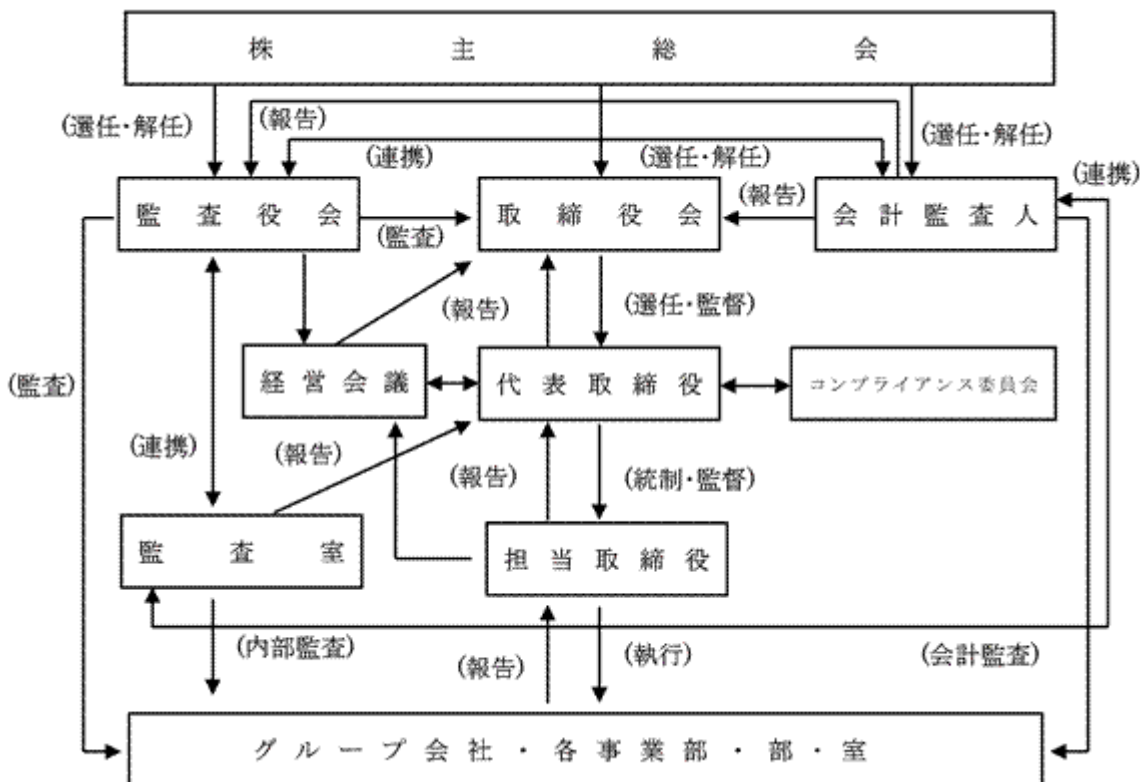 株主総会
(選任・解任)
(報告)
(連携)
(選任・解任)
(選任・解任)
(連携)
監査役会
(監査)
取締役会
(報告)
会計監査人
(報告)
(選任・監督)
(監査)
経営会議
代表取締役
コンプライアンス委員会
(連携)
(報告)
(報告)
(統制・監督)
監査室
担当取締役
(内部監査)
(報告)
(執行)
(会計監査)
グループ会社・各事業部・部・室